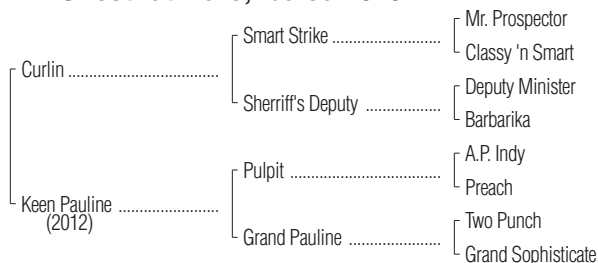 Smart Strike ....................
Mr. Prospector
Classy 'n Smart
Curlin ............................
Sherriff's Deputy ..............
Deputy Minister
Barbarika
Pulpit ............................
A.P. Indy
Preach
Keen Pauline ..................
(2012)
Grand Pauline .................
Two Punch
Grand Sophisticate